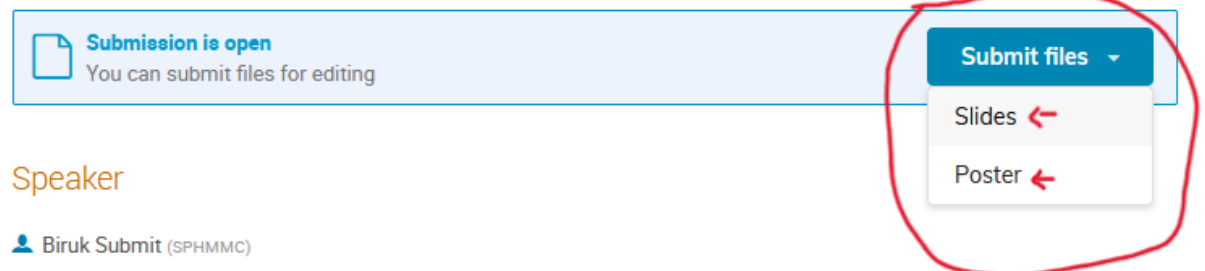 Submission is open
You can submit files for editing
Submit files
Slides
Poster
Speaker
Biruk Submit (SPHMMC)